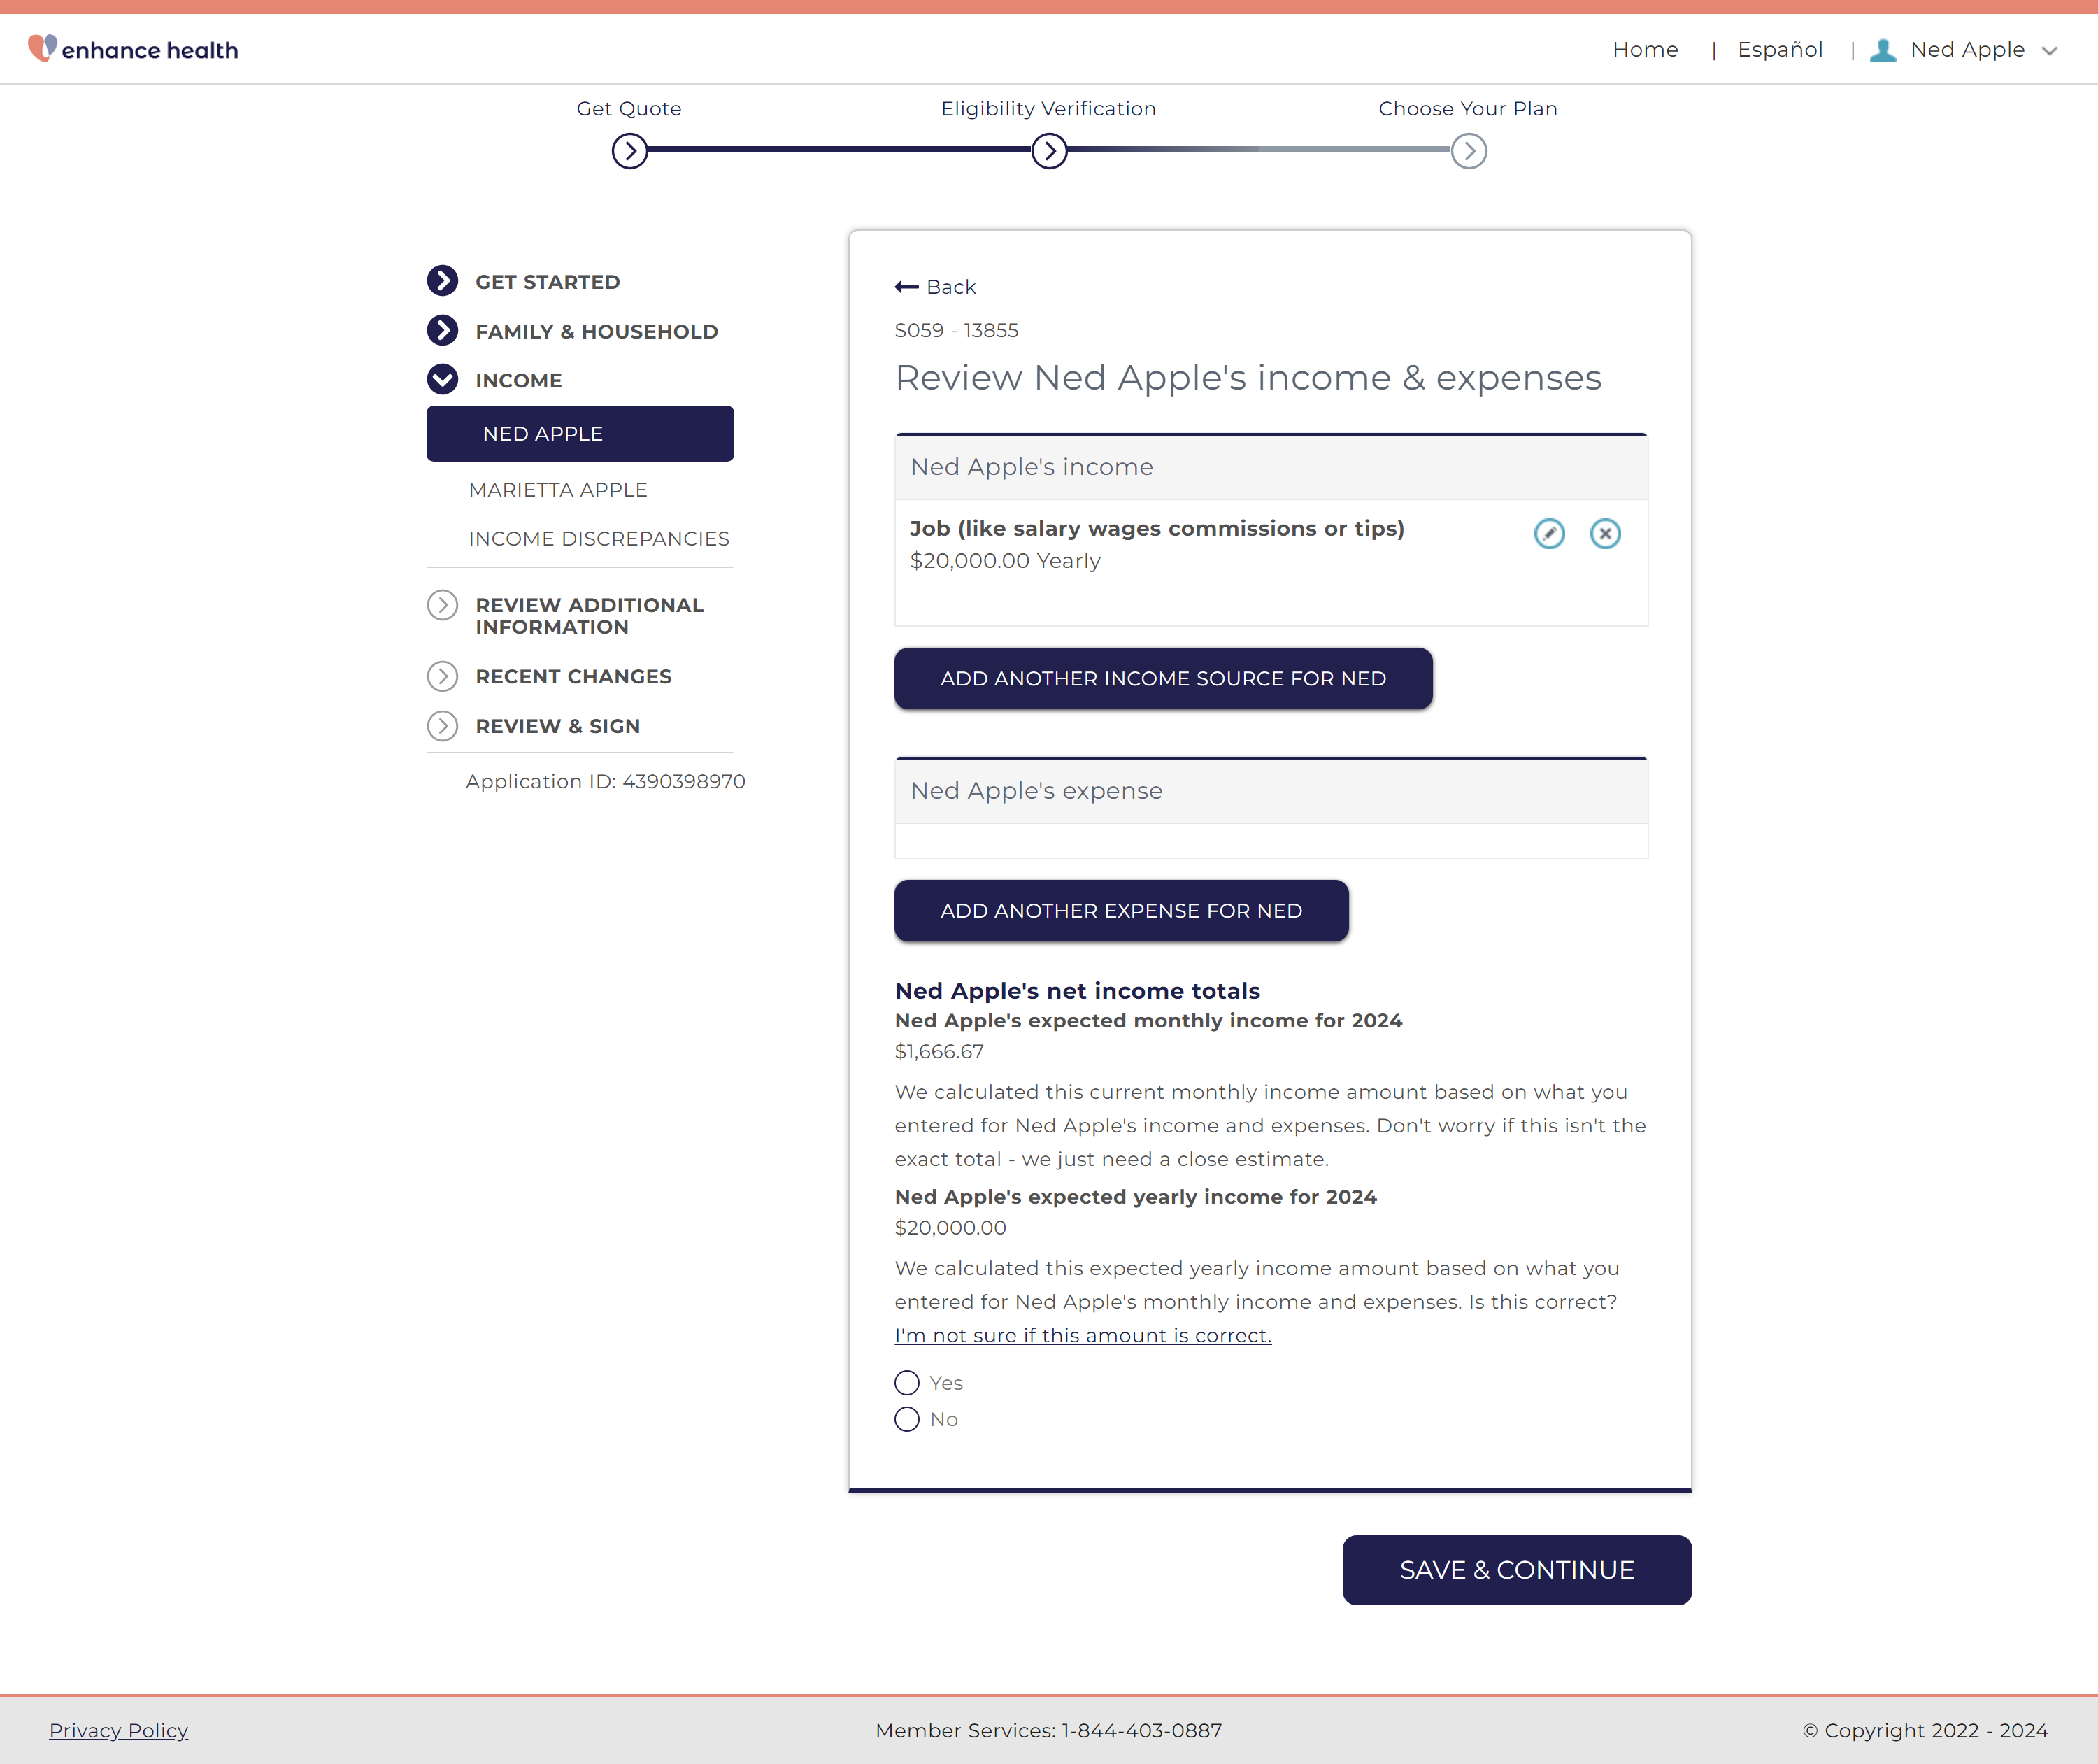 enhance health
Home | Español | Ned Apple
Get Quote
Eligibility Verification
Choose Your Plan
GET STARTED
FAMILY & HOUSEHOLD
INCOME
NED APPLE
MARIETTA APPLE
INCOME DISCREPANCIES
REVIEW ADDITIONAL
INFORMATION
RECENT CHANGES
REVIEW & SIGN
Application ID: 4390398970
Back
S059 - 13855
Review Ned Apple's income & expenses
Ned Apple's income
Job (like salary wages commissions or tips)
$20,000.00 Yearly
ADD ANOTHER INCOME SOURCE FOR NED
Ned Apple's expense
ADD ANOTHER EXPENSE FOR NED
Ned Apple's net income totals
Ned Apple's expected monthly income for 2024
$1,666.67
We calculated this current monthly income amount based on what you
entered for Ned Apple's income and expenses. Don't worry if this isn't the
exact total - we just need a close estimate.
Ned Apple's expected yearly income for 2024
$20,000.00
We calculated this expected yearly income amount based on what you
entered for Ned Apple's monthly income and expenses. Is this correct?
I'm not sure if this amount is correct.
Yes
No
SAVE & CONTINUE
Privacy Policy
Member Services: 1-844-403-0887
© Copyright 2022 - 2024